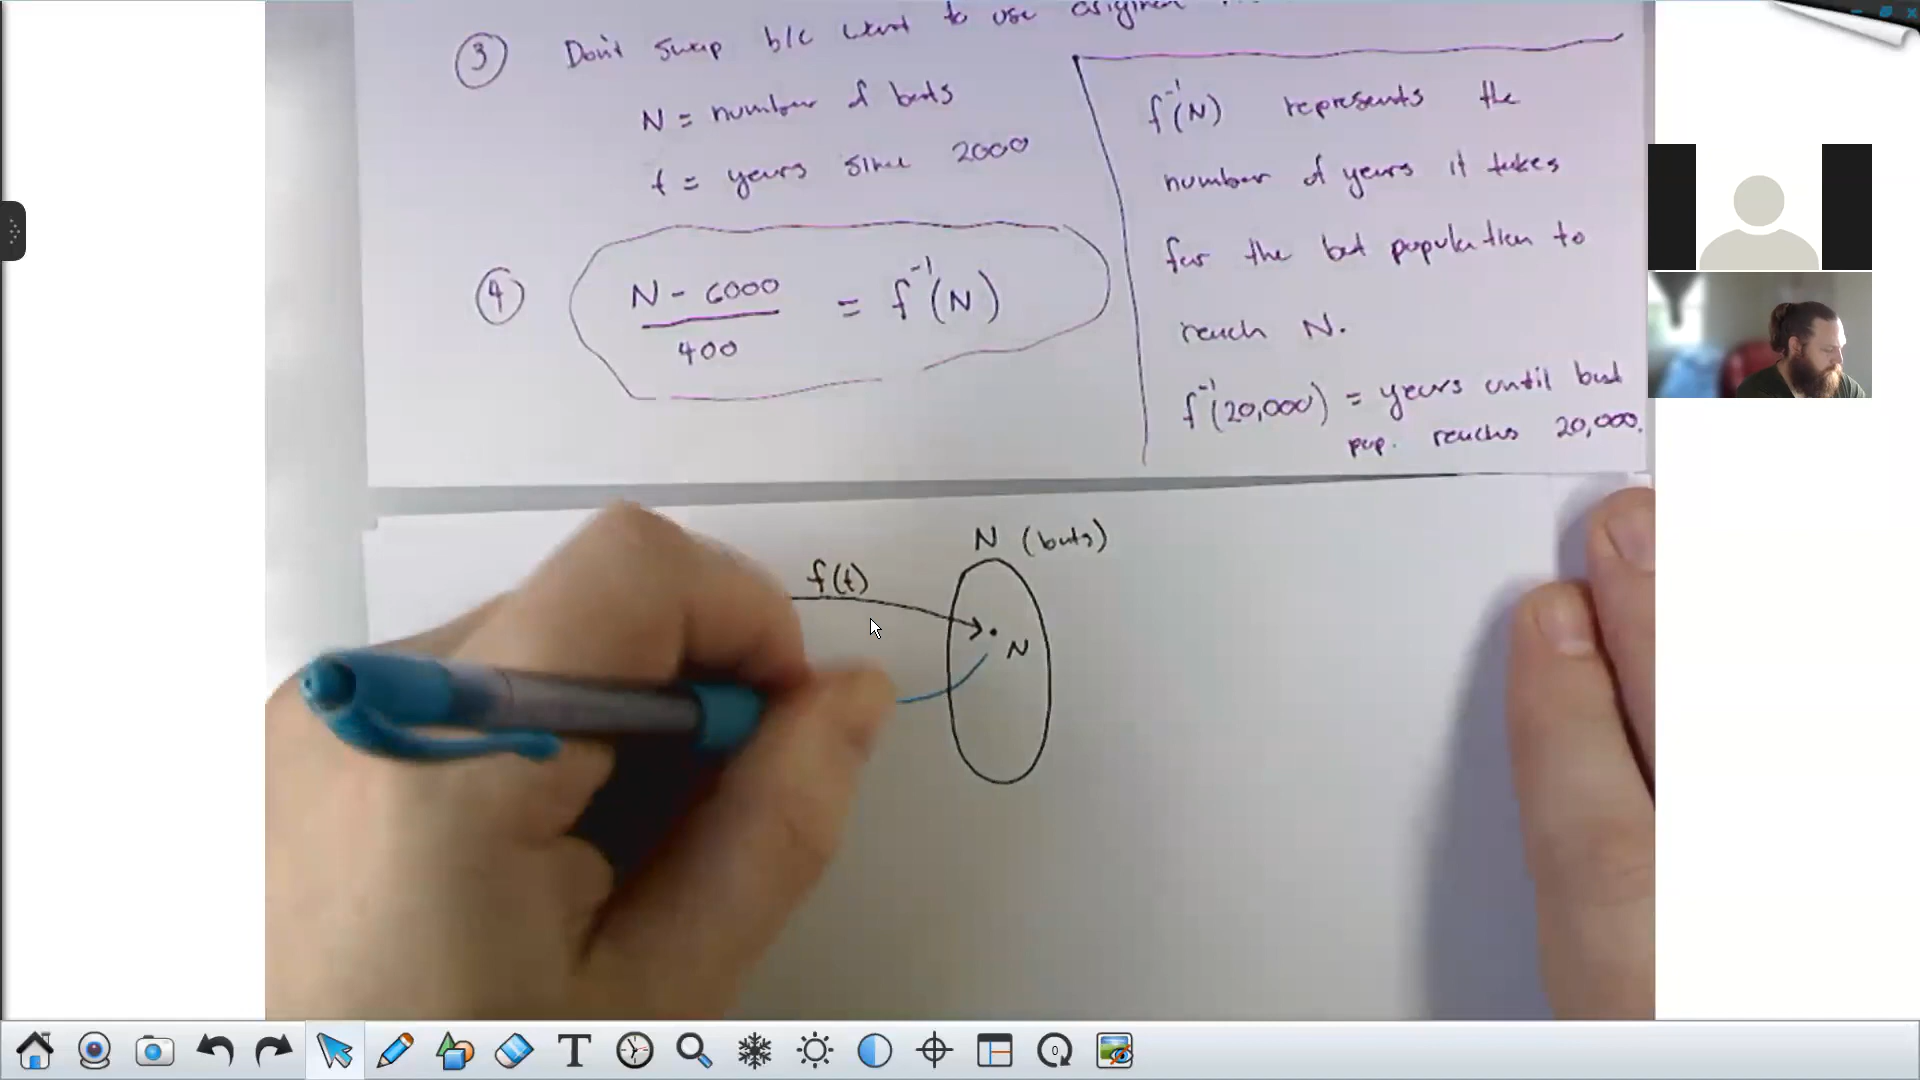 ③ Don't swap b/c want to use original
N = number of bats
t = years since 2000
④ N - 6000 / 400 = f⁻¹(N)
f⁻¹(N) represents the
number of years it takes
for the bat population to
reach N.
f⁻¹(20,000) = years until bat
pop. reaches 20,000.
N (bats)
f(t)
N
T
0